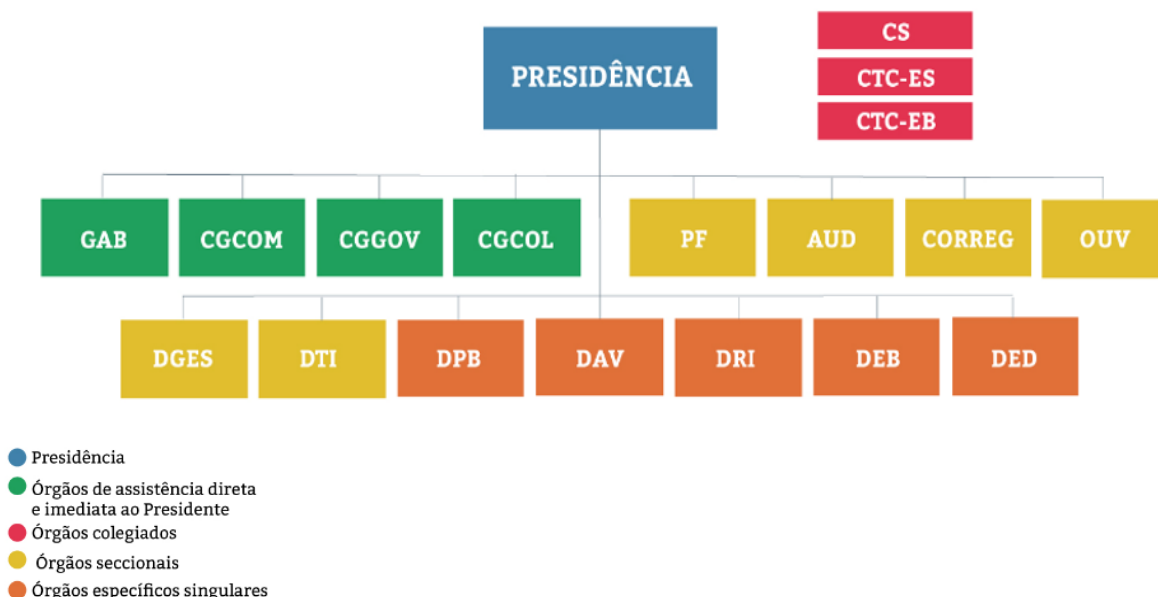 PRESIDÊNCIA
CS
CTC-ES
CTC-EB
GAB
CGCOM
CGGOV
CGCOL
PF
AUD
CORREG
OUV
DGES
DTI
DPB
DAV
DRI
DEB
DED
Presidência
Órgãos de assistência direta
e imediata ao Presidente
Órgãos colegiados
Órgãos seccionais
Órgãos específicos singulares